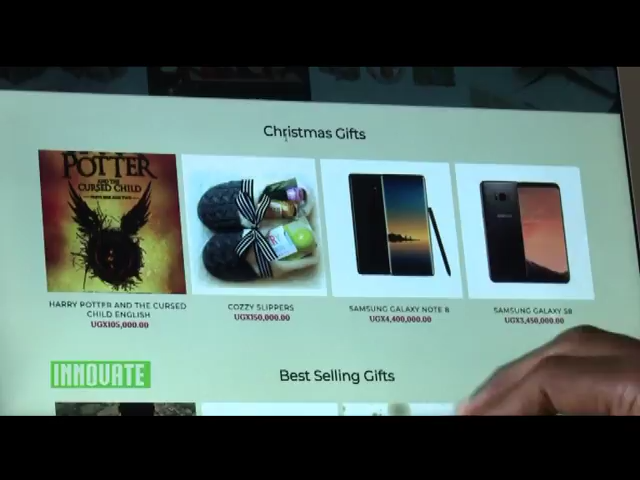 Christmas Gifts
POTTER
AND THE
CURSED CHILD
HARRY POTTER AND THE CURSED
CHILD ENGLISH
UGX105,000.00
COZZY SLIPPERS
UGX150,000.00
SAMSUNG GALAXY NOTE 8
UGX4,400,000.00
SAMSUNG GALAXY S8
UGX3,450,000.00
INNOVATE
Best Selling Gifts